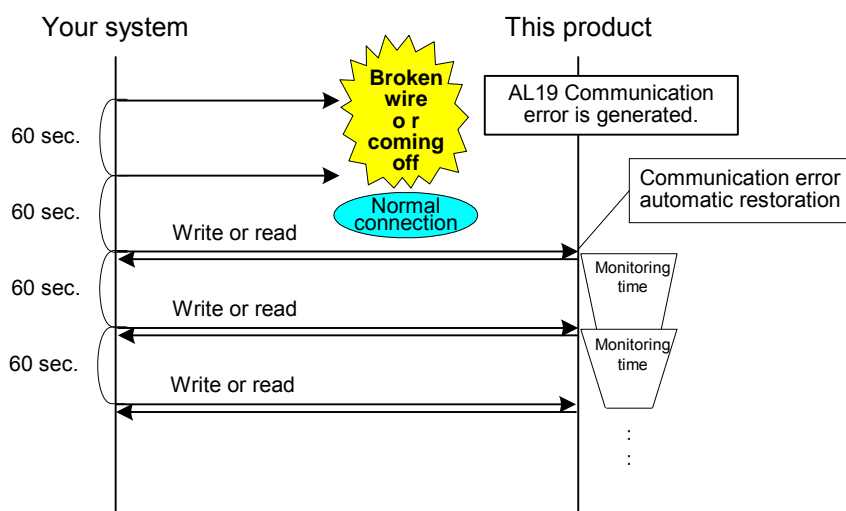 Your system
This product
Broken
wire
o r
coming
off
AL19 Communication
error is generated.
60 sec.
Communication error
automatic restoration
60 sec.
Normal
connection
Write or read
Monitoring
time
60 sec.
Write or read
Monitoring
time
60 sec.
Write or read